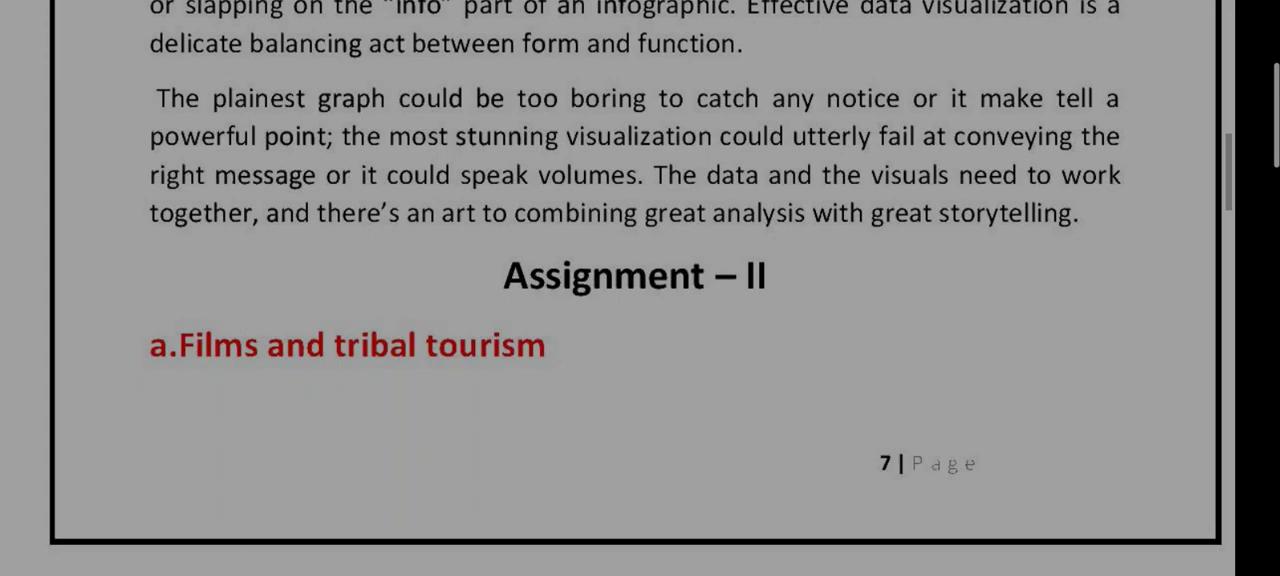 or slapping on the "info" part of an infographic. Effective data visualization is a
delicate balancing act between form and function.
The plainest graph could be too boring to catch any notice or it make tell a
powerful point; the most stunning visualization could utterly fail at conveying the
right message or it could speak volumes. The data and the visuals need to work
together, and there's an art to combining great analysis with great storytelling.
Assignment – II
a.Films and tribal tourism
7 | Page